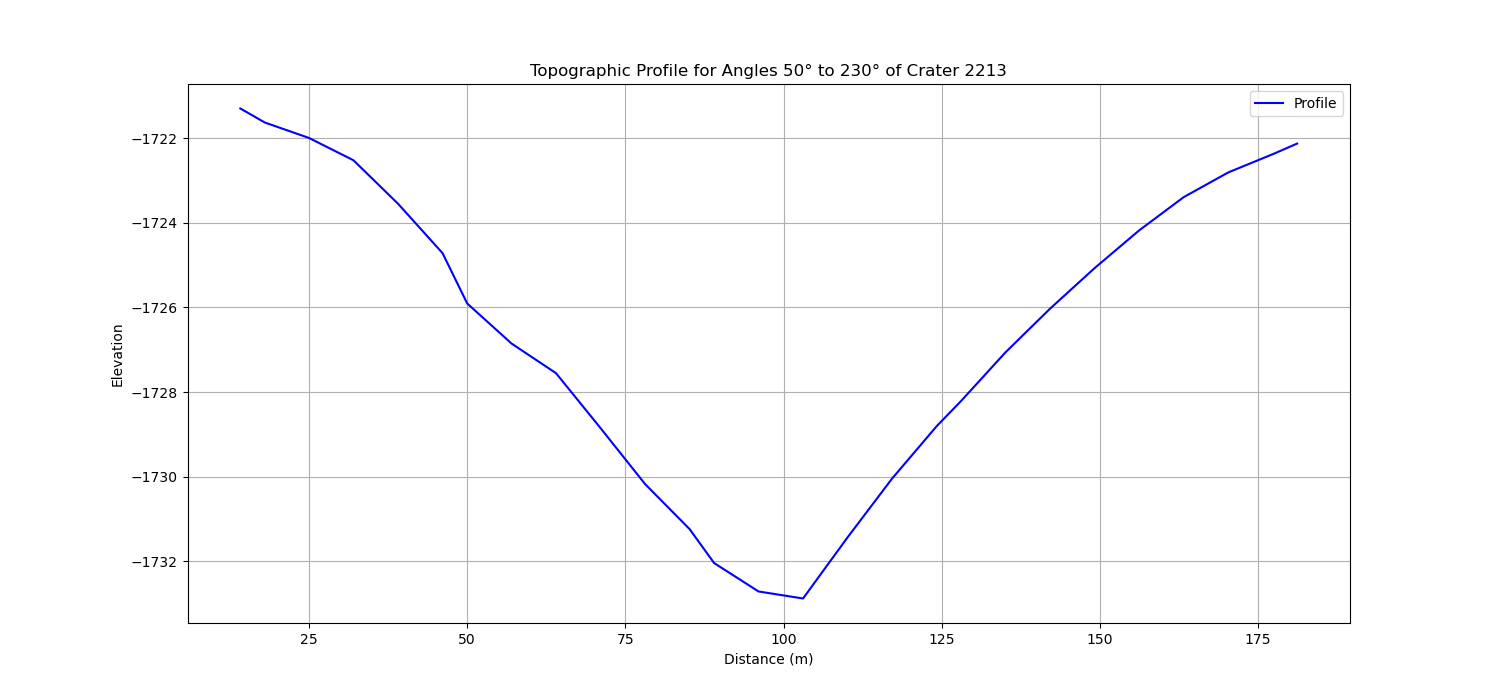 Topographic Profile for Angles 50° to 230° of Crater 2213
Profile
−1722
−1724
−1726
−1728
−1730
−1732
Elevation
25 50 75 100 125 150 175
Distance (m)